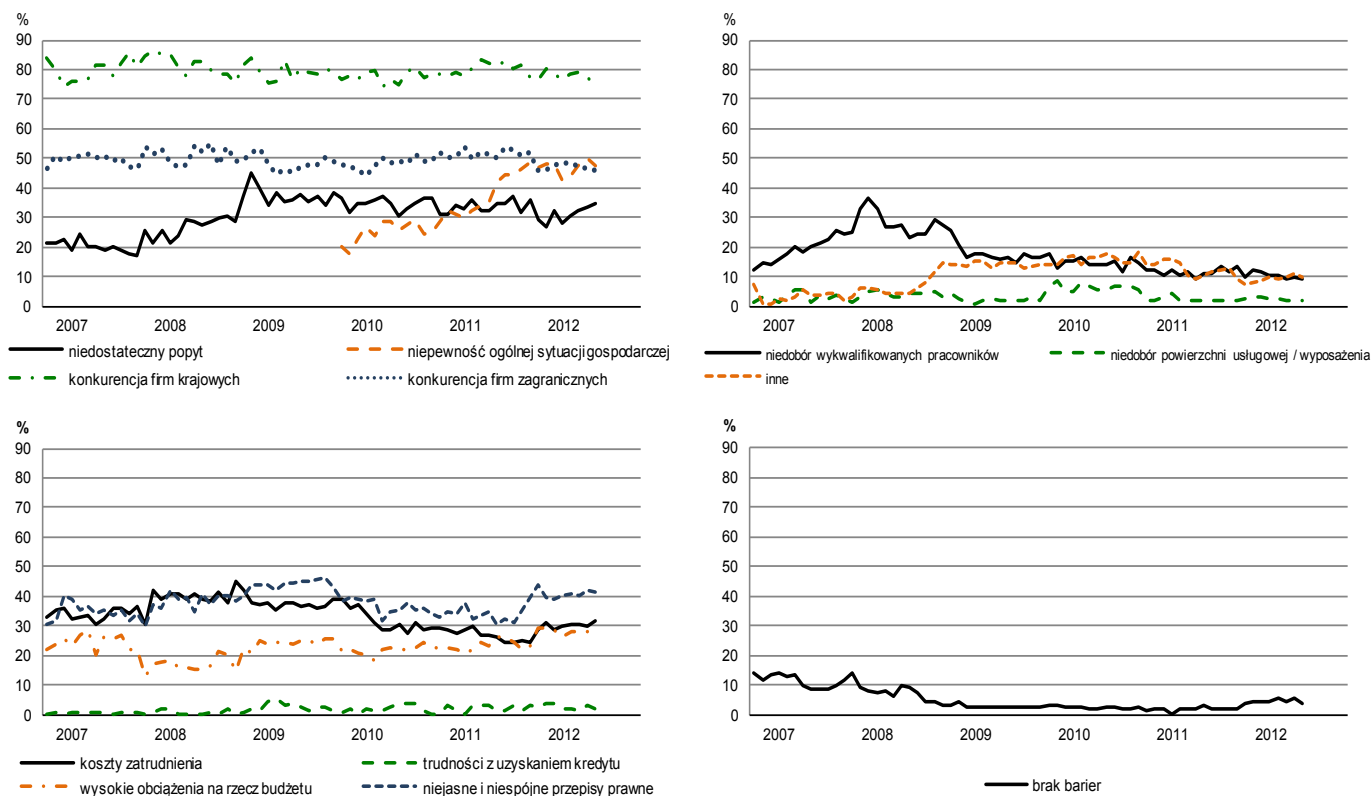 %
90
80
70
60
50
40
30
20
10
0
2007 2008 2009 2010 2011 2012
niedostateczny popyt
niepewność ogólnej sytuacji gospodarczej
konkurencja firm krajowych
konkurencja firm zagranicznych
%
90
80
70
60
50
40
30
20
10
0
2007 2008 2009 2010 2011 2012
niedobór wykwalifikowanych pracowników
niedobór powierzchni usługowej / wyposażenia
inne
%
90
80
70
60
50
40
30
20
10
0
2007 2008 2009 2010 2011 2012
koszty zatrudnienia
trudności z uzyskaniem kredytu
wysokie obciążenia na rzecz budżetu
niejasne i niespójne przepisy prawne
%
90
80
70
60
50
40
30
20
10
0
2007 2008 2009 2010 2011 2012
brak barier